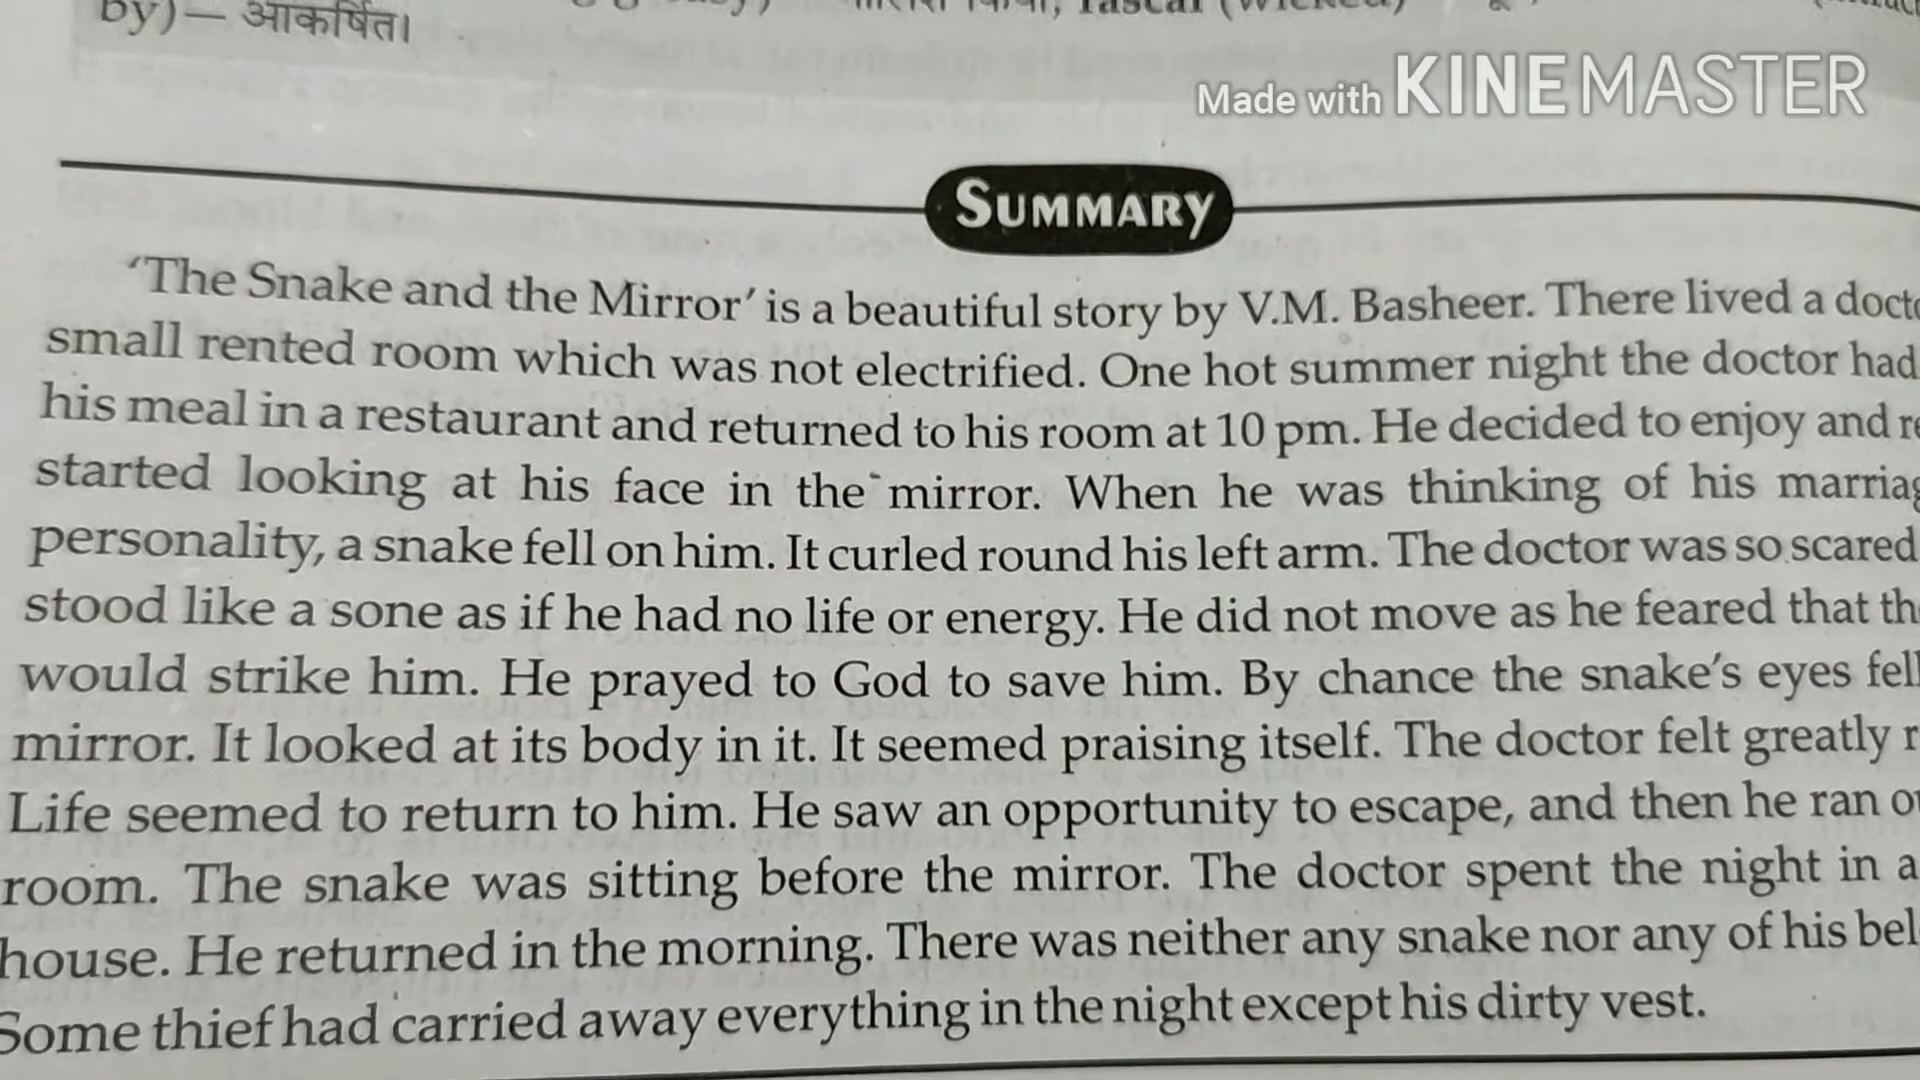 by)— आकर्षित।
rascal (wicked)
Made with KINEMASTER
SUMMARY
'The Snake and the Mirror' is a beautiful story by V.M. Basheer. There lived a docto
small rented room which was not electrified. One hot summer night the doctor had
his meal in a restaurant and returned to his room at 10 pm. He decided to enjoy and re
started looking at his face in the mirror. When he was thinking of his marriag
personality, a snake fell on him. It curled round his left arm. The doctor was so scared
stood like a sone as if he had no life or energy. He did not move as he feared that th
would strike him. He prayed to God to save him. By chance the snake's eyes fell
mirror. It looked at its body in it. It seemed praising itself. The doctor felt greatly r
Life seemed to return to him. He saw an opportunity to escape, and then he ran ou
room. The snake was sitting before the mirror. The doctor spent the night in a
house. He returned in the morning. There was neither any snake nor any of his bel
Some thief had carried away everything in the night except his dirty vest.